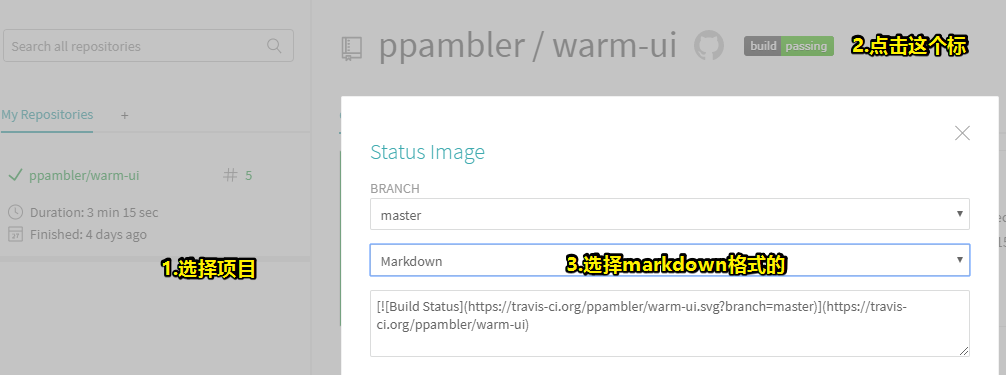 Search all repositories
ppambler / warm-ui
build passing
2.点击这个标
My Repositories +
ppambler/warm-ui # 5
Duration: 3 min 15 sec
Finished: 4 days ago
1.选择项目
Status Image
BRANCH
master
Markdown
3.选择markdown格式的
[![Build Status](https://travis-ci.org/ppambler/warm-ui.svg?branch=master)](https://travis-
ci.org/ppambler/warm-ui)